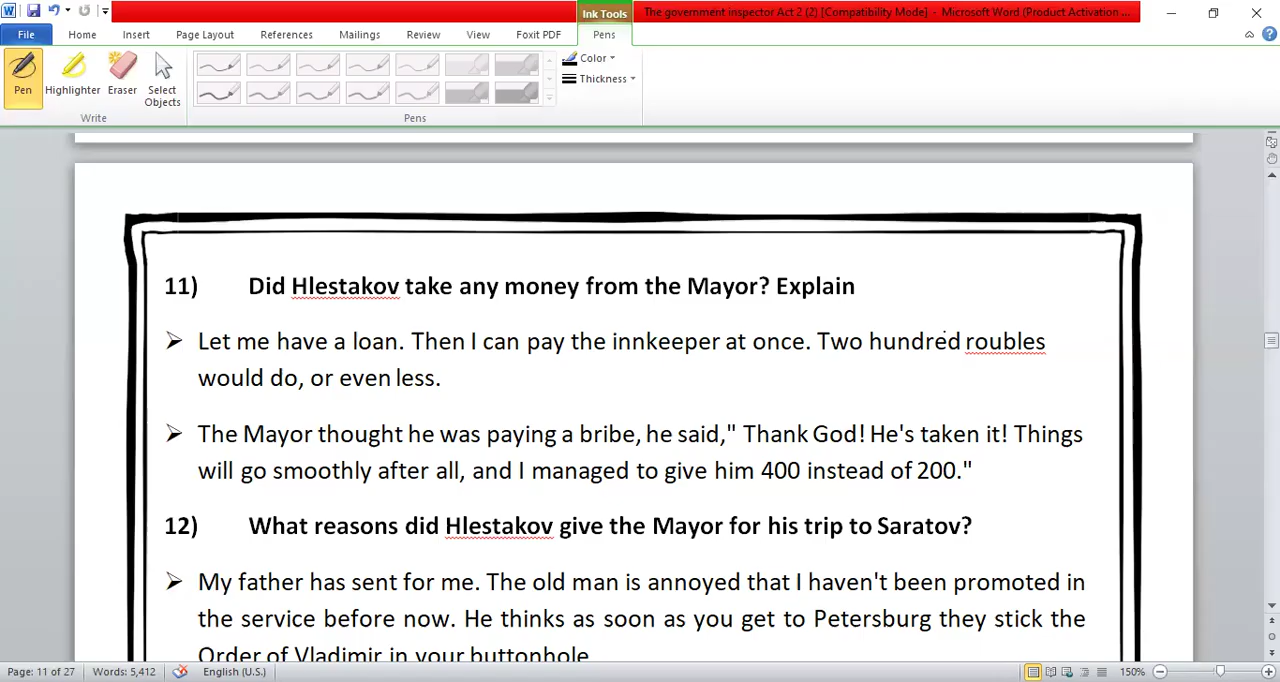 Ink Tools
The government inspector Act 2 (2) [Compatibility Mode] - Microsoft Word (Product Activation ...
File Home Insert Page Layout References Mailings Review View Foxit PDF Pens
Pen Highlighter Eraser Select Objects
Color
Thickness
Write Pens
11) Did Hlestakov take any money from the Mayor? Explain
➢ Let me have a loan. Then I can pay the innkeeper at once. Two hundred roubles
would do, or even less.
➢ The Mayor thought he was paying a bribe, he said," Thank God! He's taken it! Things
will go smoothly after all, and I managed to give him 400 instead of 200."
12) What reasons did Hlestakov give the Mayor for his trip to Saratov?
➢ My father has sent for me. The old man is annoyed that I haven't been promoted in
the service before now. He thinks as soon as you get to Petersburg they stick the
Order of Vladimir in your buttonhole
Page: 11 of 27 Words: 5,412 English (U.S.) 150%